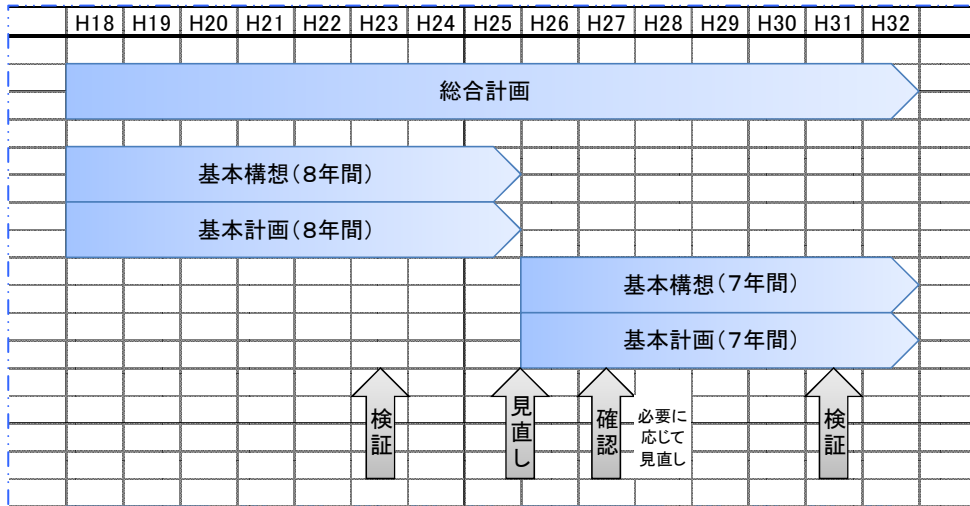 H18 H19 H20 H21 H22 H23 H24 H25 H26 H27 H28 H29 H30 H31 H32
総合計画
基本構想(8年間)
基本計画(8年間)
基本構想(7年間)
基本計画(7年間)
検証
見直し
確認
必要に
応じて
見直し
検証